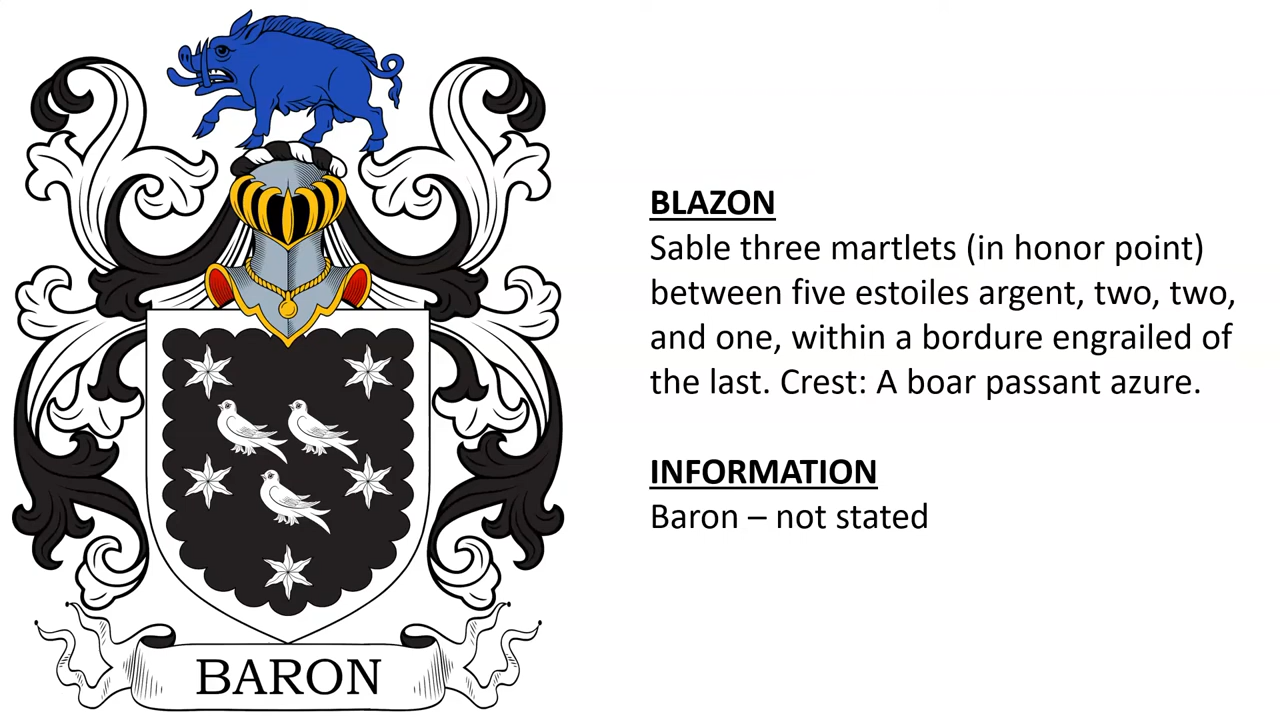 BLAZON
Sable three martlets (in honor point)
between five estoiles argent, two, two,
and one, within a bordure engrailed of
the last. Crest: A boar passant azure.
INFORMATION
Baron – not stated
BARON